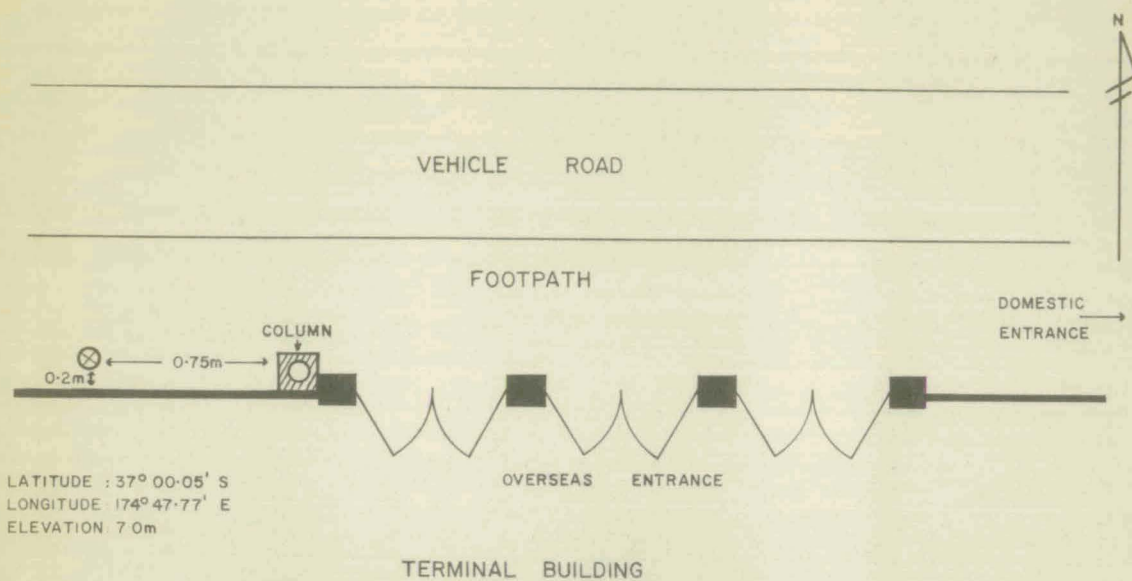 N
VEHICLE ROAD
FOOTPATH
DOMESTIC
ENTRANCE
COLUMN
0·75m
0·2m
OVERSEAS ENTRANCE
LATITUDE : 37° 00·05' S
LONGITUDE 174° 47·77' E
ELEVATION 7 0m
TERMINAL BUILDING